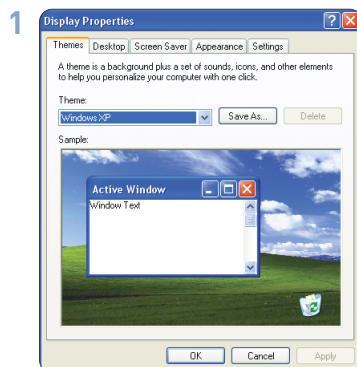 1
Display Properties
Themes Desktop Screen Saver Appearance Settings
A theme is a background plus a set of sounds, icons, and other elements
to help you personalize your computer with one click.
Theme:
Windows XP Save As... Delete
Sample:
Active Window
Window Text
OK Cancel Apply